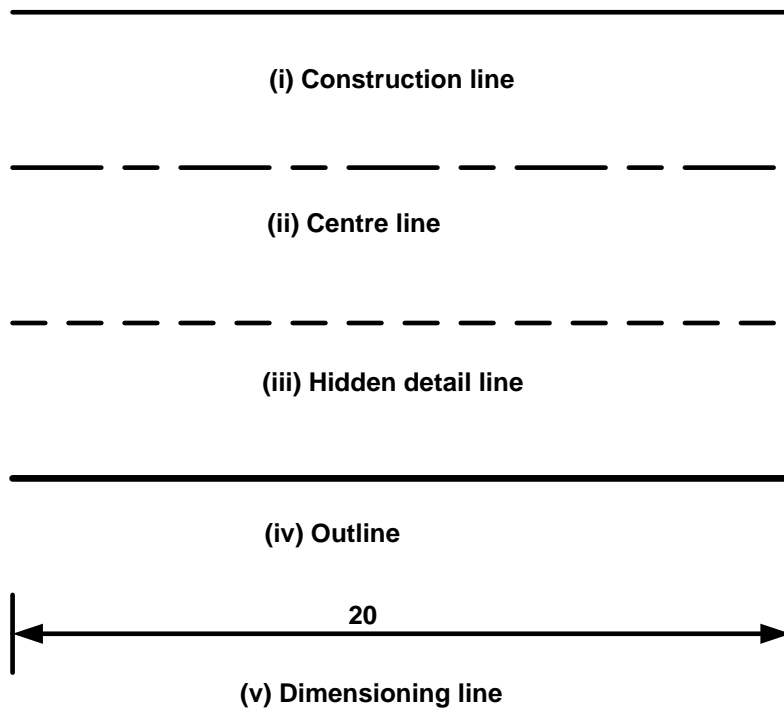 (i) Construction line
(ii) Centre line
(iii) Hidden detail line
(iv) Outline
20
(v) Dimensioning line